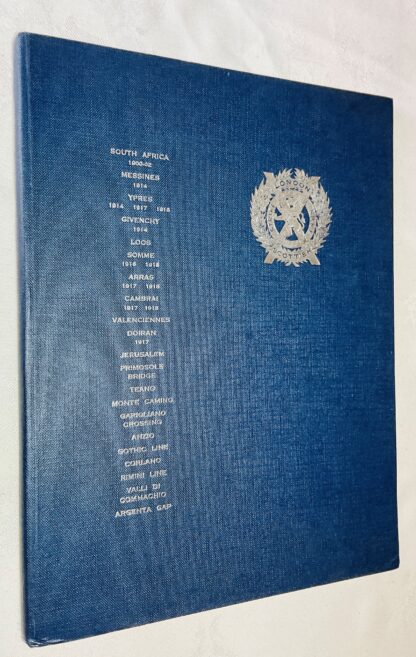 SOUTH AFRICA
1900-02
MESSINES
1914
YPRES
1914 1917 1918
GIVENCHY
1914
LOOS
SOMME
1916 1918
ARRAS
1917 1918
CAMBRAI
1917 1918
VALENCIENNES
DOIRAN
1917
JERUSALEM
PRIMOSOLE
BRIDGE
TEANO
MONTE CAMINO
GARIGLIANO
CROSSING
ANZIO
GOTHIC LINE
CORIANO
RIMINI LINE
VALLI DI
COMMACHIO
ARGENTA GAP
LONDON
SCOTTISH